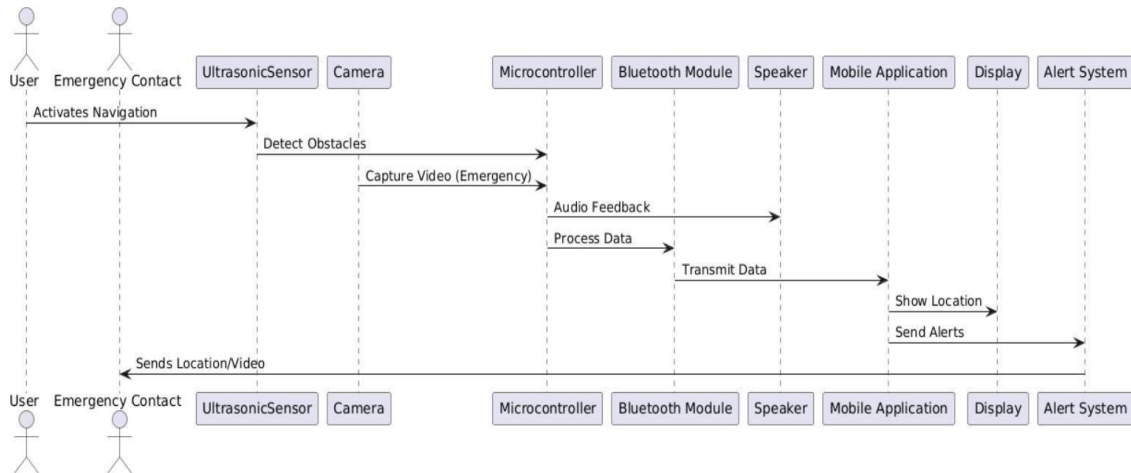 User
Emergency Contact
UltrasonicSensor
Camera
Microcontroller
Bluetooth Module
Speaker
Mobile Application
Display
Alert System
Activates Navigation
Detect Obstacles
Capture Video (Emergency)
Audio Feedback
Process Data
Transmit Data
Show Location
Send Alerts
Sends Location/Video
User
Emergency Contact
UltrasonicSensor
Camera
Microcontroller
Bluetooth Module
Speaker
Mobile Application
Display
Alert System